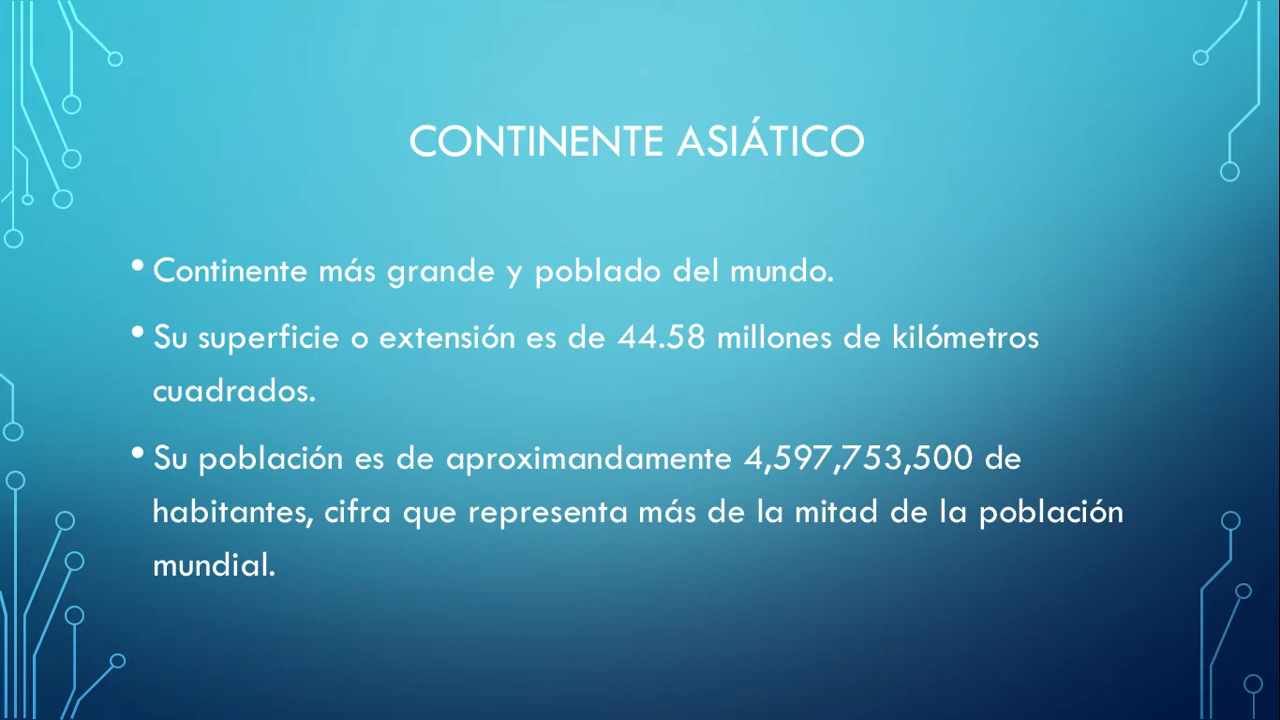 CONTINENTE ASIÁTICO
• Continente más grande y poblado del mundo.
• Su superficie o extensión es de 44.58 millones de kilómetros
cuadrados.
• Su población es de aproximandamente 4,597,753,500 de
habitantes, cifra que representa más de la mitad de la población
mundial.